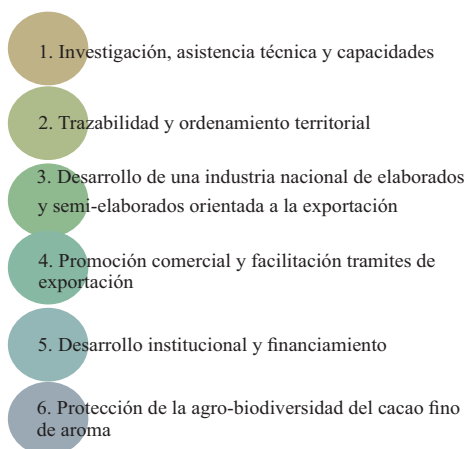 1. Investigación, asistencia técnica y capacidades
2. Trazabilidad y ordenamiento territorial
3. Desarrollo de una industria nacional de elaborados
y semi-elaborados orientada a la exportación
4. Promoción comercial y facilitación tramites de
exportación
5. Desarrollo institucional y financiamiento
6. Protección de la agro-biodiversidad del cacao fino
de aroma